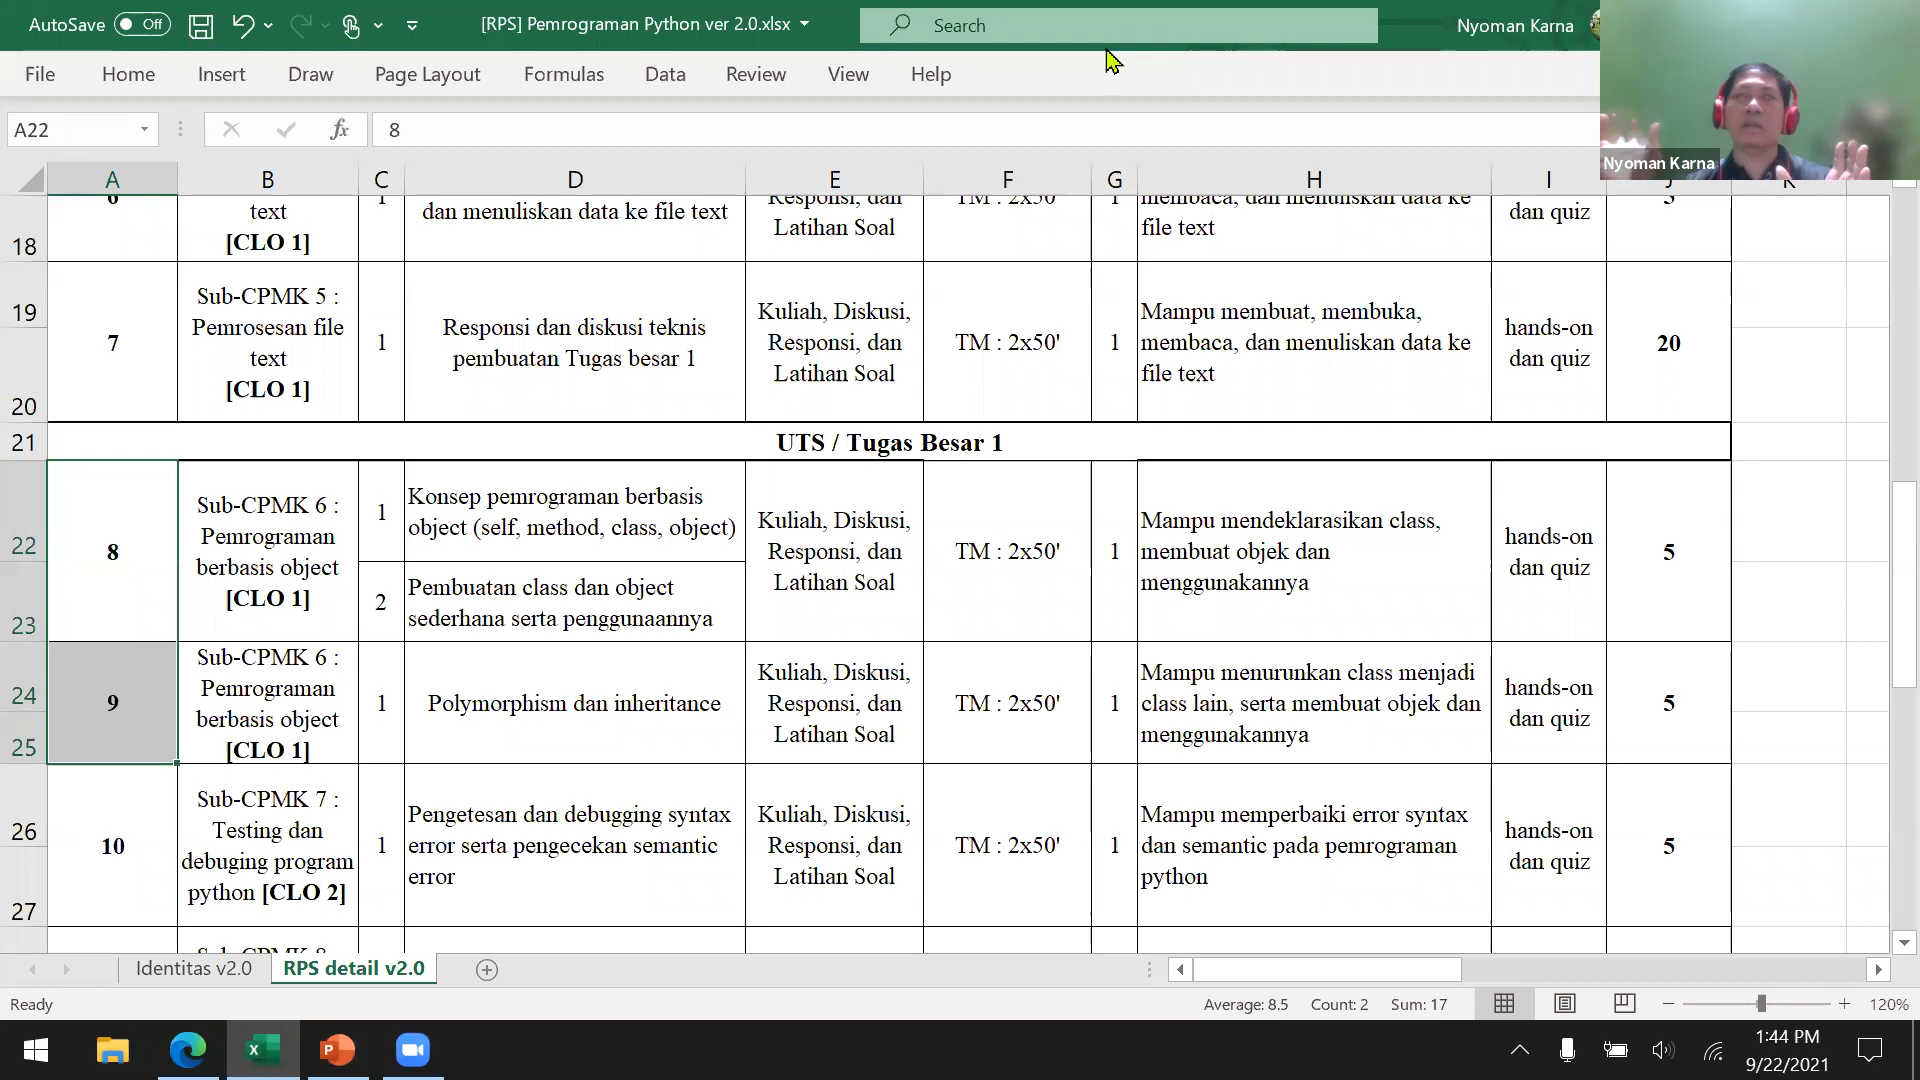 AutoSave Off [RPS] Pemrograman Python ver 2.0.xlsx Search Nyoman Karna
File Home Insert Draw Page Layout Formulas Data Review View Help
A22 fx 8
Nyoman Karna
A B C D E F G H I
18 text
[CLO 1] dan menuliskan data ke file text Responsi, dan
Latihan Soal TM : 2x50' membaca, dan menuliskan data ke
file text dan quiz
19
20
7
Sub-CPMK 5 :
Pemrosesan file
text
[CLO 1]
1
Responsi dan diskusi teknis
pembuatan Tugas besar 1
Kuliah, Diskusi,
Responsi, dan
Latihan Soal
TM : 2x50'
1
Mampu membuat, membuka,
membaca, dan menuliskan data ke
file text
hands-on
dan quiz
20
21 UTS / Tugas Besar 1
22
23
8
Sub-CPMK 6 :
Pemrograman
berbasis object
[CLO 1]
1
Konsep pemrograman berbasis
object (self, method, class, object)
2
Pembuatan class dan object
sederhana serta penggunaannya
Kuliah, Diskusi,
Responsi, dan
Latihan Soal
TM : 2x50'
1
Mampu mendeklarasikan class,
membuat objek dan
menggunakannya
hands-on
dan quiz
5
24
25
9
Sub-CPMK 6 :
Pemrograman
berbasis object
[CLO 1]
1
Polymorphism dan inheritance
Kuliah, Diskusi,
Responsi, dan
Latihan Soal
TM : 2x50'
1
Mampu menurunkan class menjadi
class lain, serta membuat objek dan
menggunakannya
hands-on
dan quiz
5
26
27
10
Sub-CPMK 7 :
Testing dan
debuging program
python [CLO 2]
1
Pengetesan dan debugging syntax
error serta pengecekan semantic
error
Kuliah, Diskusi,
Responsi, dan
Latihan Soal
TM : 2x50'
1
Mampu memperbaiki error syntax
dan semantic pada pemrograman
python
hands-on
dan quiz
5
Identitas v2.0 RPS detail v2.0
Ready Average: 8.5 Count: 2 Sum: 17 120%
1:44 PM
9/22/2021